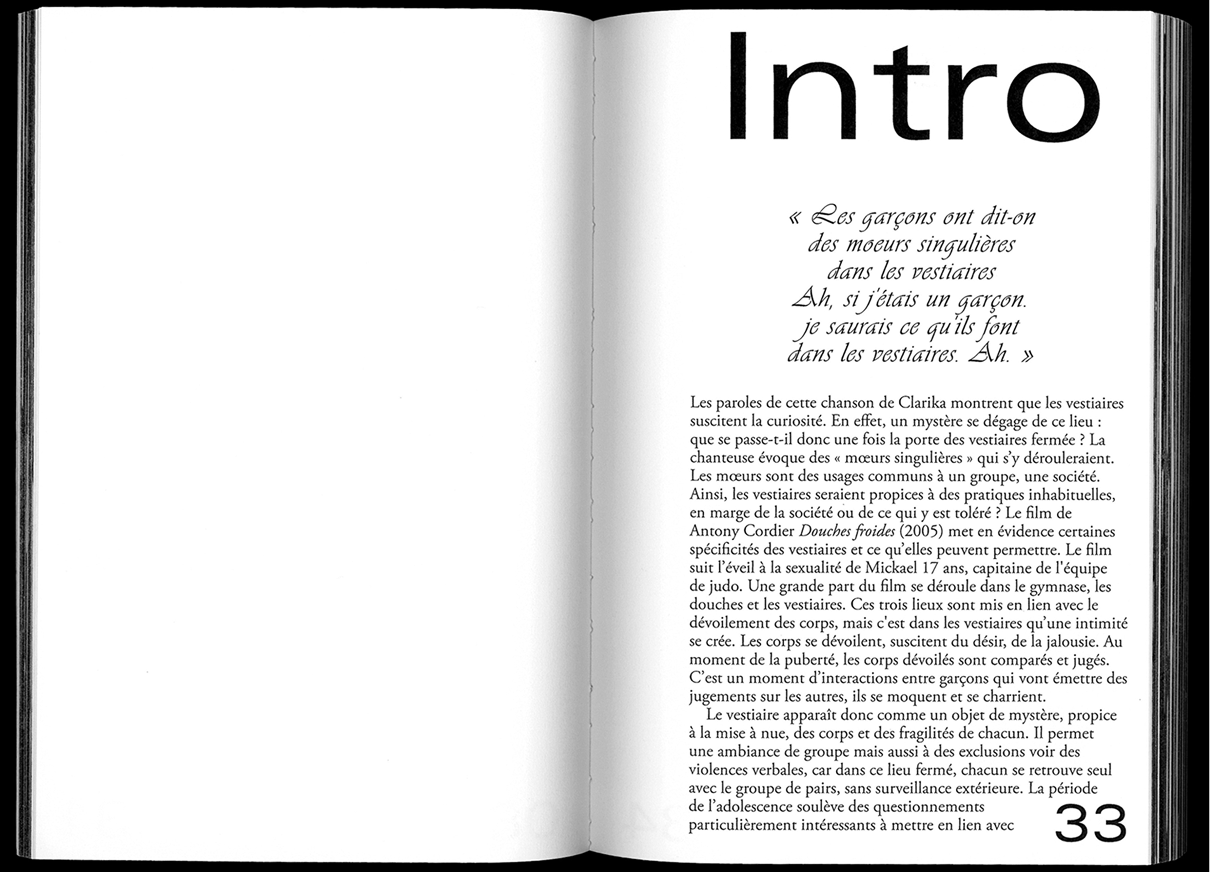 Intro
« Les garçons ont dit-on
des moeurs singulières
dans les vestiaires
Ah, si j'étais un garçon.
je saurais ce qu'ils font
dans les vestiaires. Ah. »
Les paroles de cette chanson de Clarika montrent que les vestiaires
suscitent la curiosité. En effet, un mystère se dégage de ce lieu :
que se passe-t-il donc une fois la porte des vestiaires fermée ? La
chanteuse évoque des « mœurs singulières » qui s’y dérouleraient.
Les mœurs sont des usages communs à un groupe, une société.
Ainsi, les vestiaires seraient propices à des pratiques inhabituelles,
en marge de la société ou de ce qui y est toléré ? Le film de
Antony Cordier Douches froides (2005) met en évidence certaines
spécificités des vestiaires et ce qu’elles peuvent permettre. Le film
suit l’éveil à la sexualité de Mickael 17 ans, capitaine de l'équipe
de judo. Une grande part du film se déroule dans le gymnase, les
douches et les vestiaires. Ces trois lieux sont mis en lien avec le
dévoilement des corps, mais c'est dans les vestiaires qu’une intimité
se crée. Les corps se dévoilent, suscitent du désir, de la jalousie. Au
moment de la puberté, les corps dévoilés sont comparés et jugés.
C’est un moment d’interactions entre garçons qui vont émettre des
jugements sur les autres, ils se moquent et se charrient.
Le vestiaire apparaît donc comme un objet de mystère, propice
à la mise à nue, des corps et des fragilités de chacun. Il permet
une ambiance de groupe mais aussi à des exclusions voir des
violences verbales, car dans ce lieu fermé, chacun se retrouve seul
avec le groupe de pairs, sans surveillance extérieure. La période
de l’adolescence soulève des questionnements
particulièrement intéressants à mettre en lien avec
33